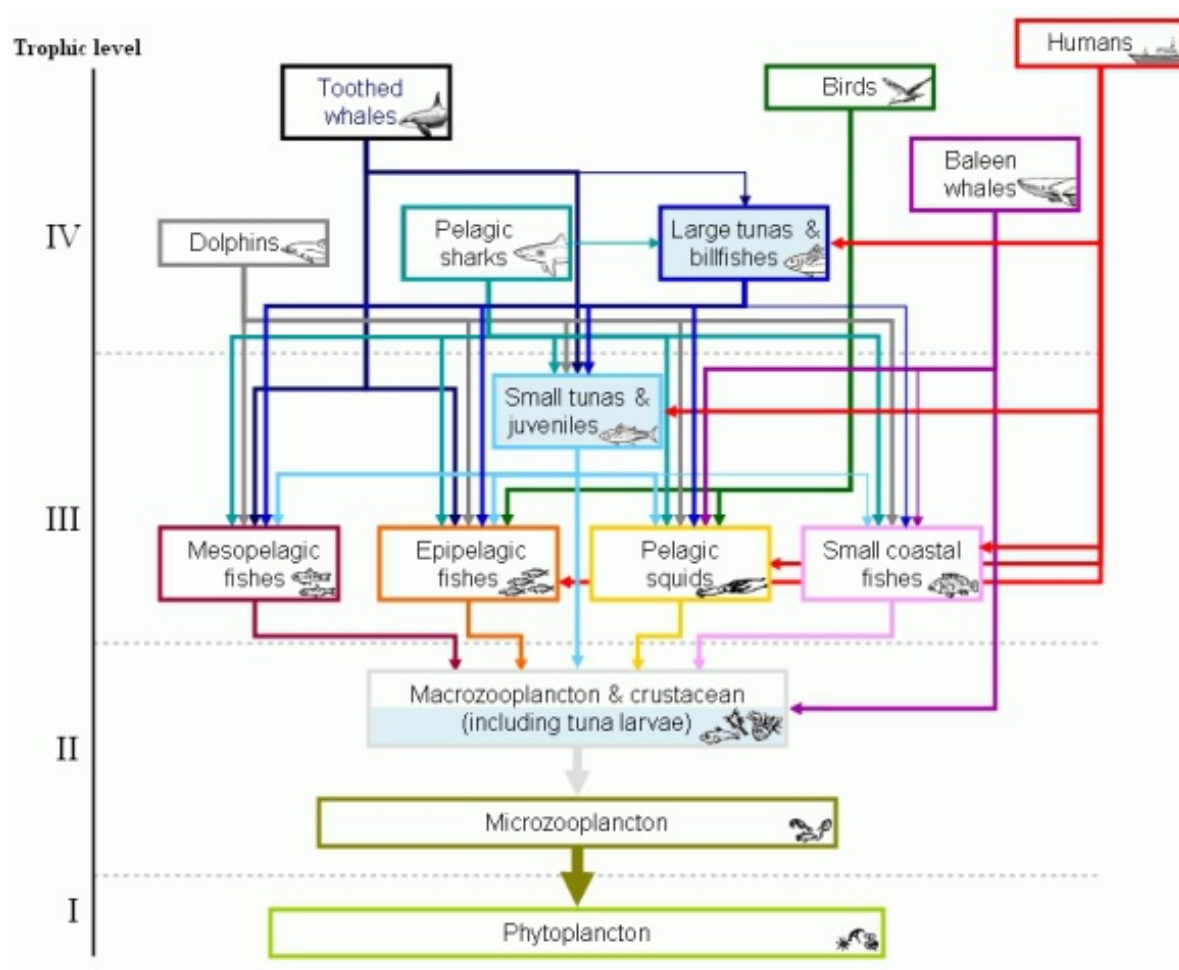 Trophic level
Humans
Toothed
whales
Birds
Baleen
whales
IV
Dolphins
Pelagic
sharks
Large tunas &
billfishes
Small tunas &
juveniles
III
Mesopelagic
fishes
Epipelagic
fishes
Pelagic
squids
Small coastal
fishes
Macrozooplancton & crustacean
(including tuna larvae)
II
Microzooplancton
I
Phytoplancton